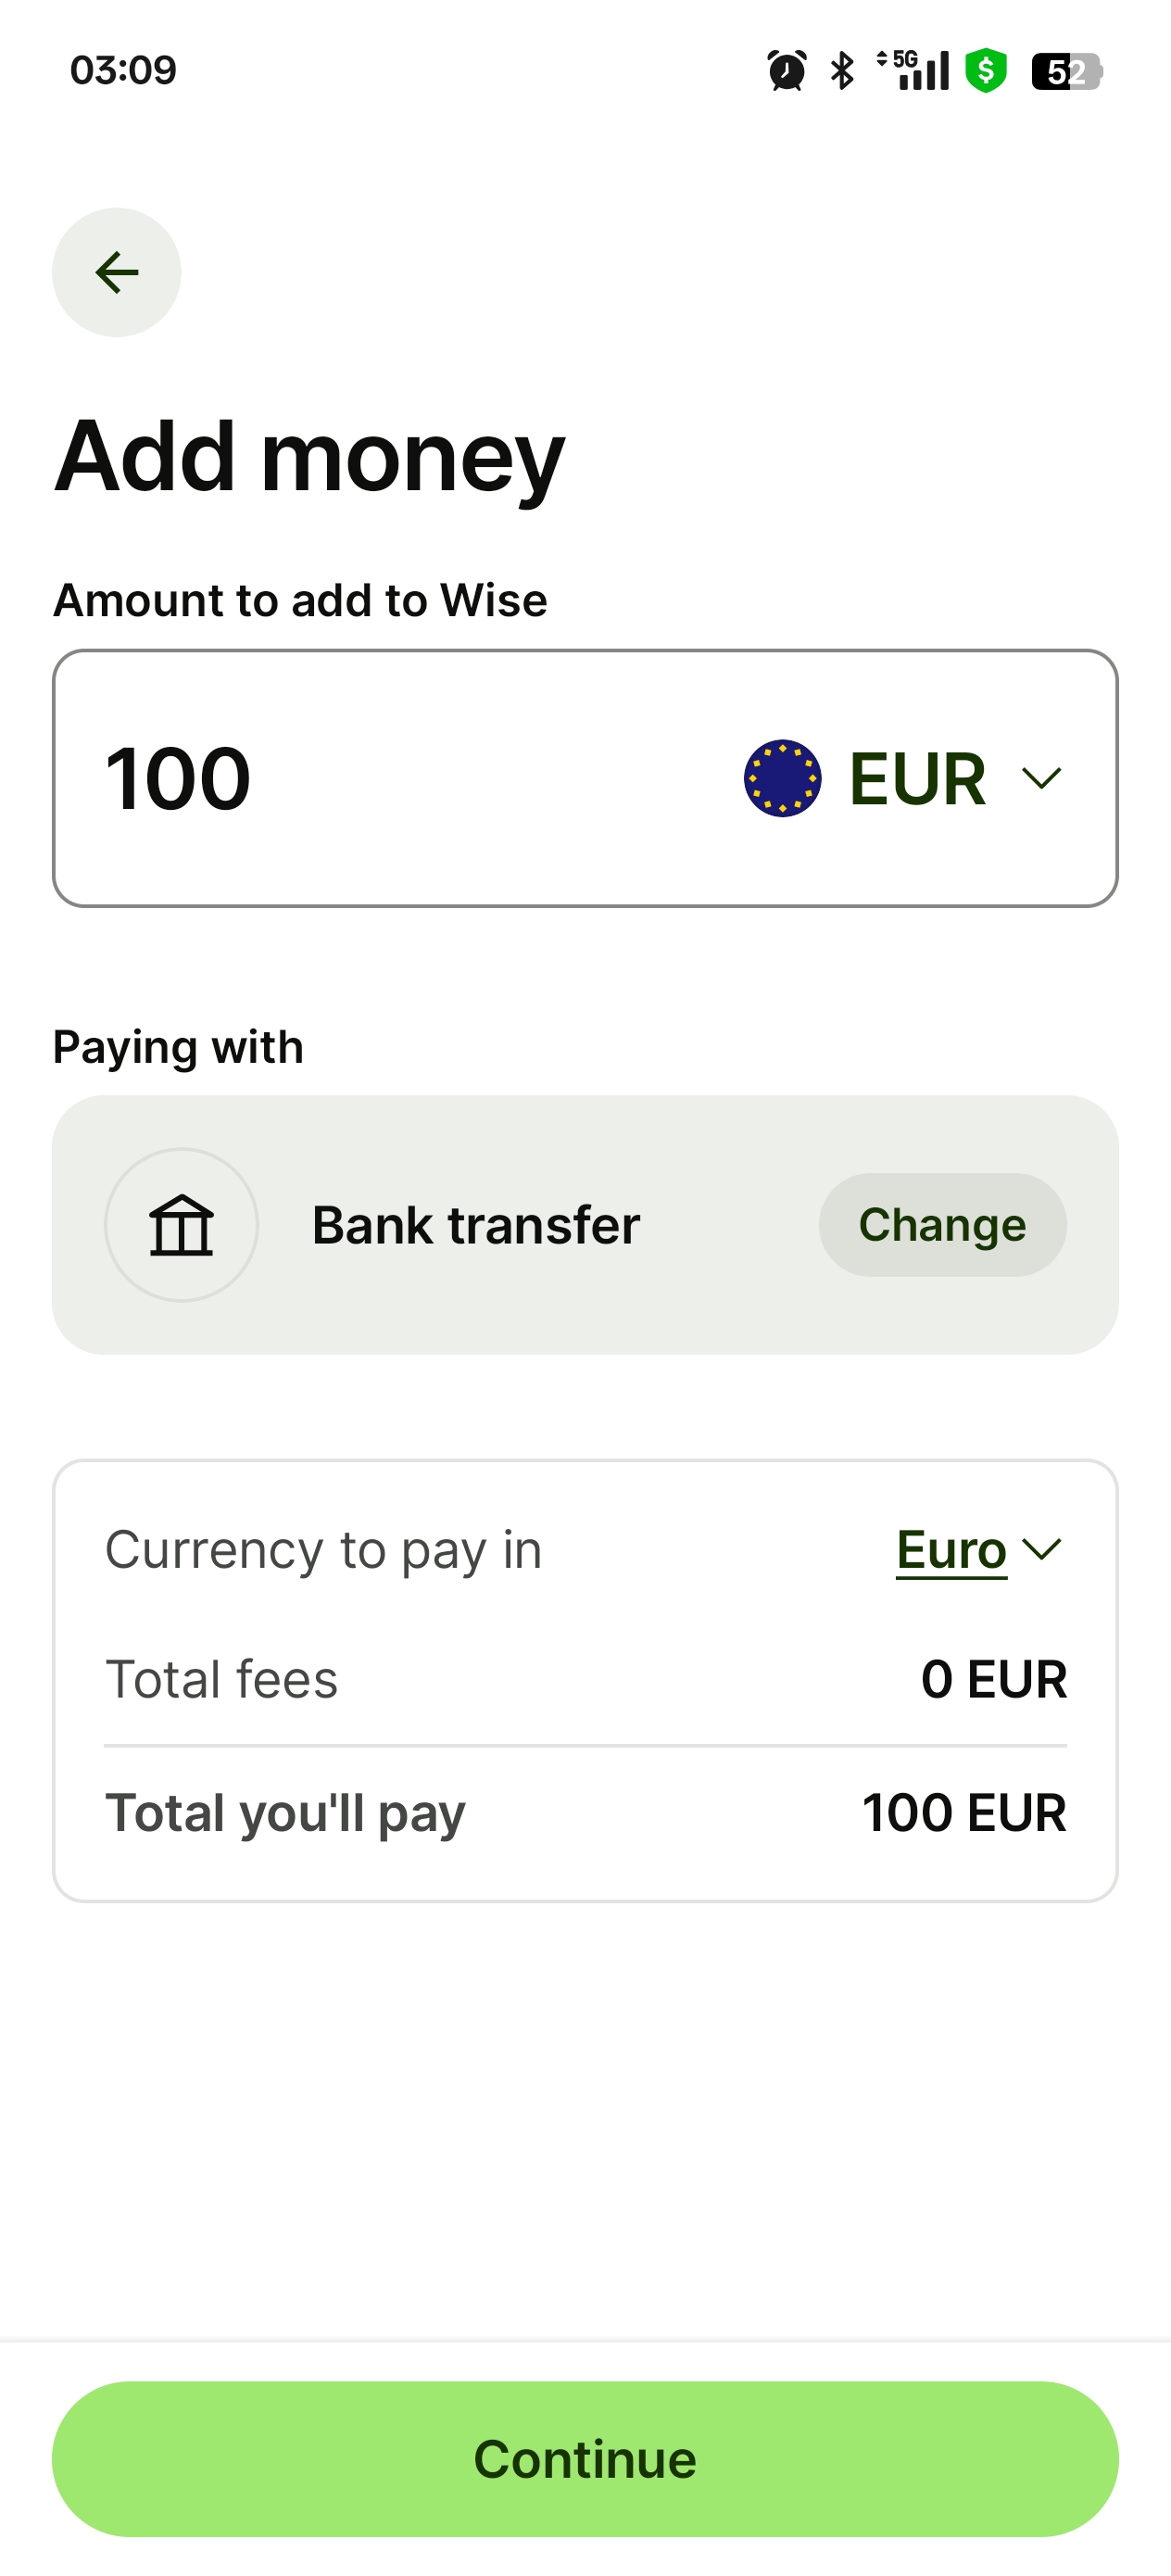 03:09
5G
52
Add money
Amount to add to Wise
100
EUR
Paying with
Bank transfer
Change
Currency to pay in
Euro
Total fees
0 EUR
Total you'll pay
100 EUR
Continue